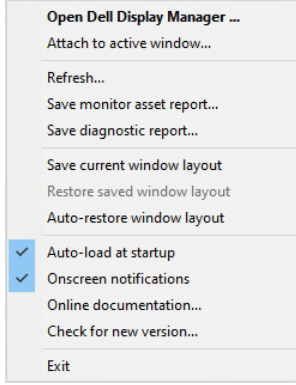 Open Dell Display Manager ...
Attach to active window...
Refresh...
Save monitor asset report...
Save diagnostic report...
Save current window layout
Restore saved window layout
Auto-restore window layout
Auto-load at startup
Onscreen notifications
Online documentation...
Check for new version...
Exit